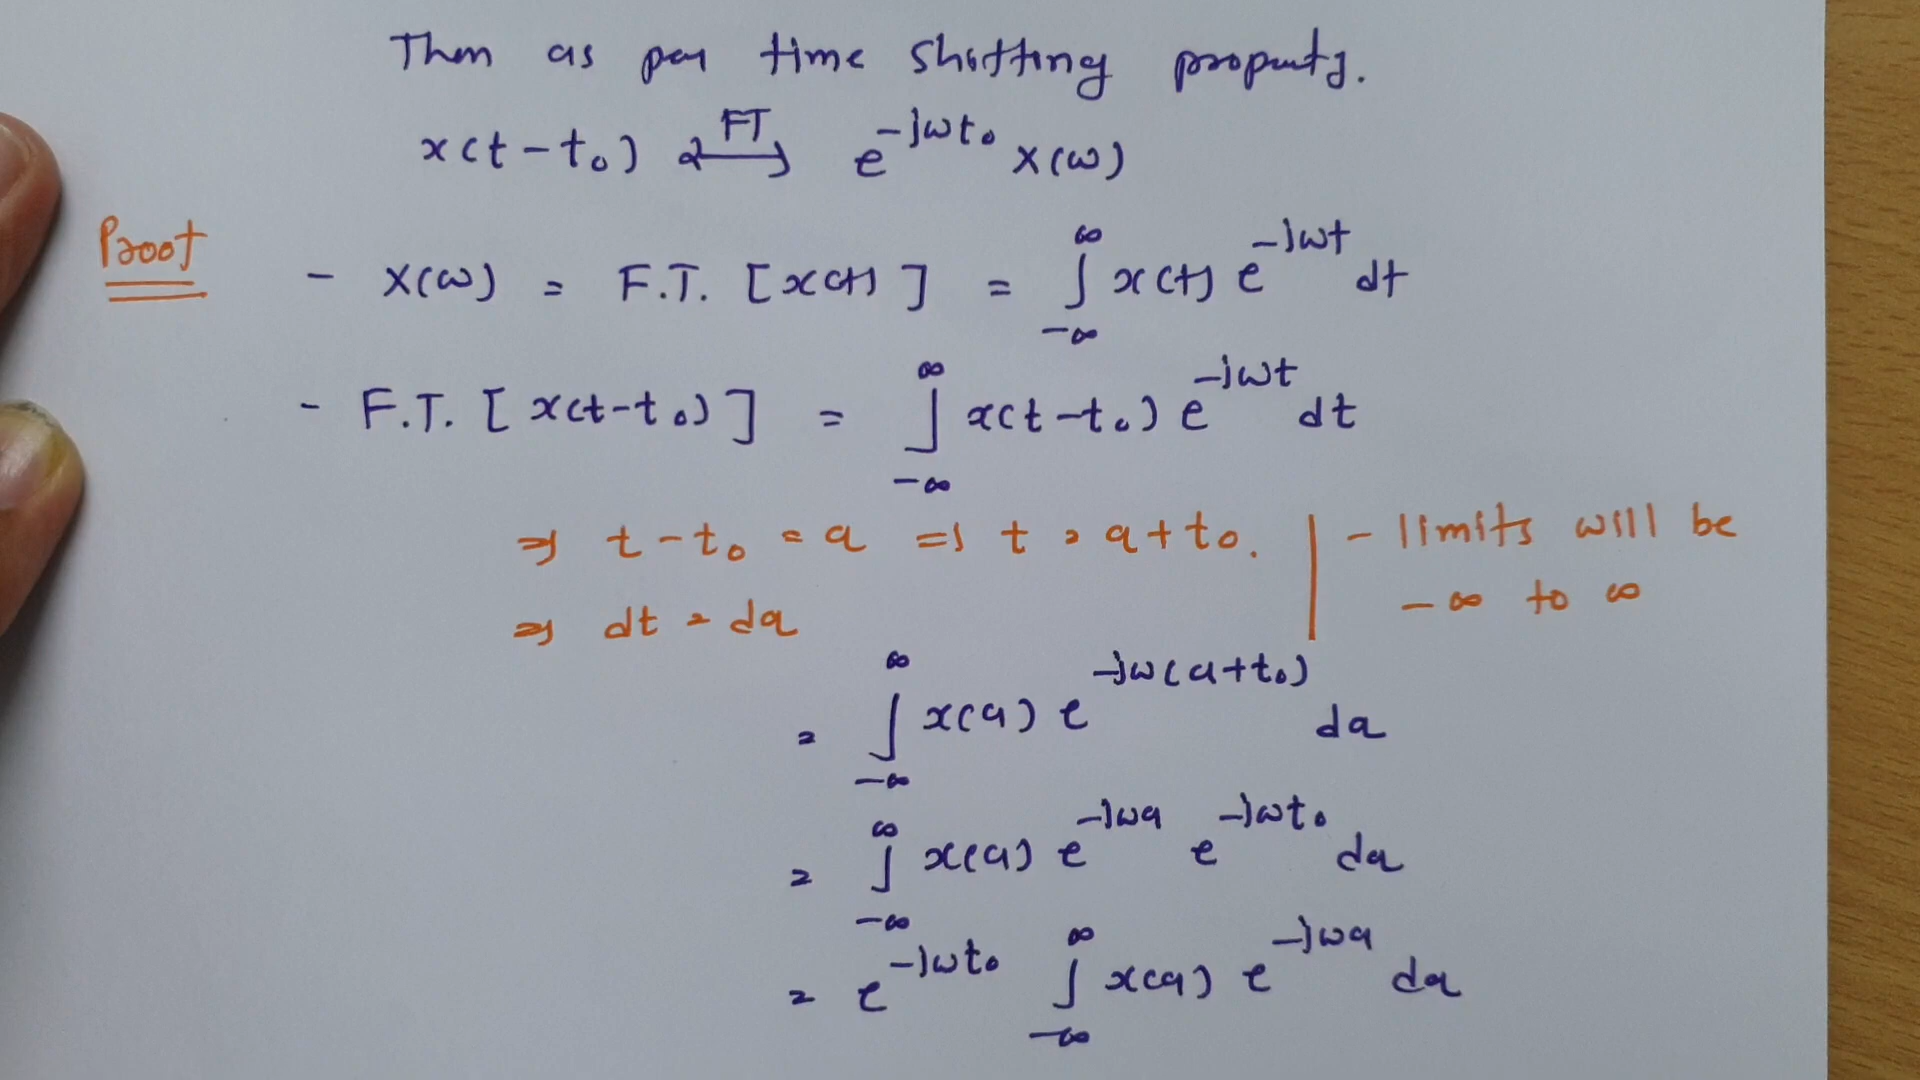 Then as per time shifting property.
x(t-t₀) ⟷FT e^{-jωt₀} X(ω)
Proof
- X(ω) = F.T. [x(t)] = ∫_{-∞}^{∞} x(t) e^{-jωt} dt
- F.T. [x(t-t₀)] = ∫_{-∞}^{∞} x(t-t₀) e^{-jωt} dt
⇒ t-t₀ = a ⇒ t = a+t₀. | - limits will be
⇒ dt = da | -∞ to ∞
= ∫_{-∞}^{∞} x(a) e^{-jω(a+t₀)} da
= ∫_{-∞}^{∞} x(a) e^{-jωa} e^{-jωt₀} da
= e^{-jωt₀} ∫_{-∞}^{∞} x(a) e^{-jωa} da